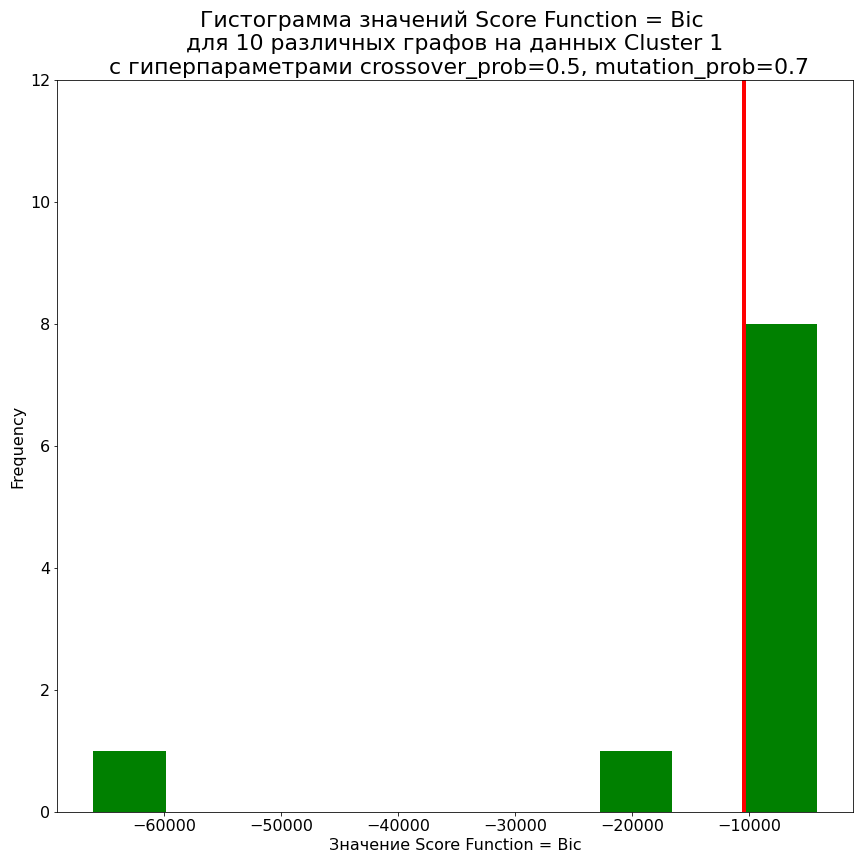 Гистограмма значений Score Function = Bic
для 10 различных графов на данных Cluster 1
с гиперпараметрами crossover_prob=0.5, mutation_prob=0.7
12
10
8
6
4
2
0
Frequency
−60000 −50000 −40000 −30000 −20000 −10000
Значение Score Function = Bic